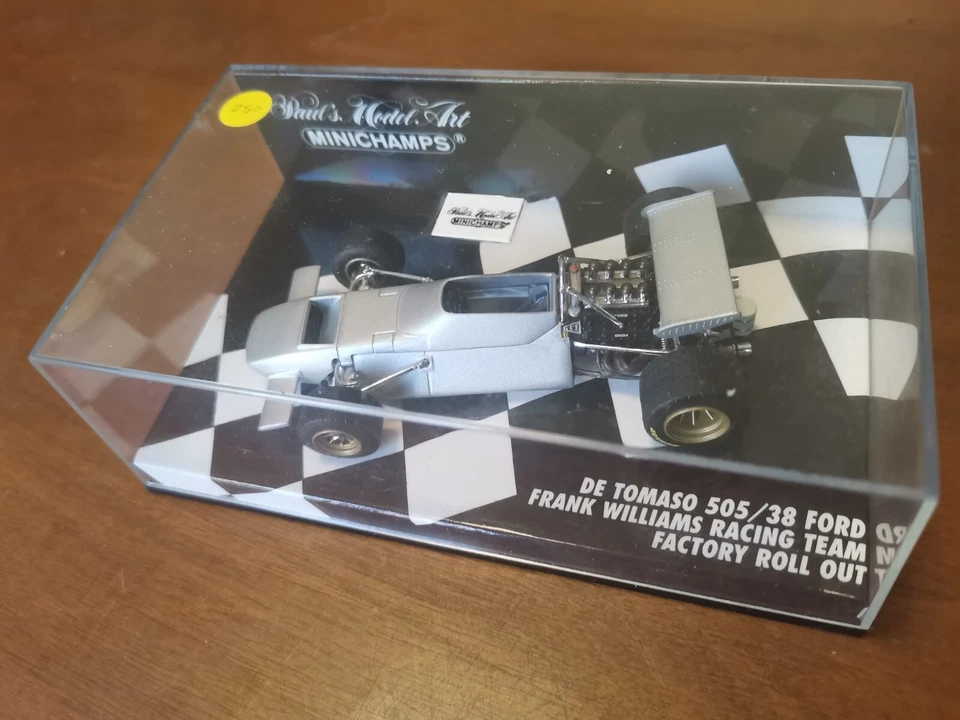 250
Paul's Model Art
MINICHAMPS®
Paul's Model Art
MINICHAMPS
DE TOMASO 505/38 FORD
FRANK WILLIAMS RACING TEAM
FACTORY ROLL OUT